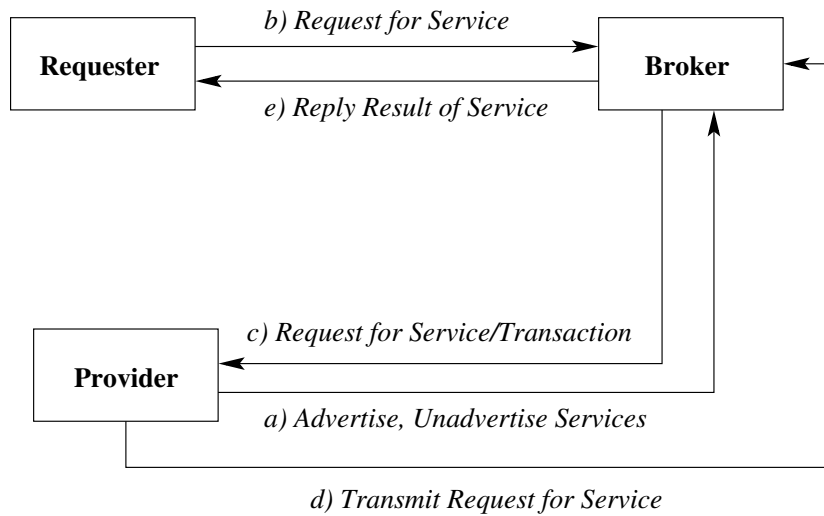 b) Request for Service
Requester
Broker
e) Reply Result of Service
c) Request for Service/Transaction
Provider
a) Advertise, Unadvertise Services
d) Transmit Request for Service